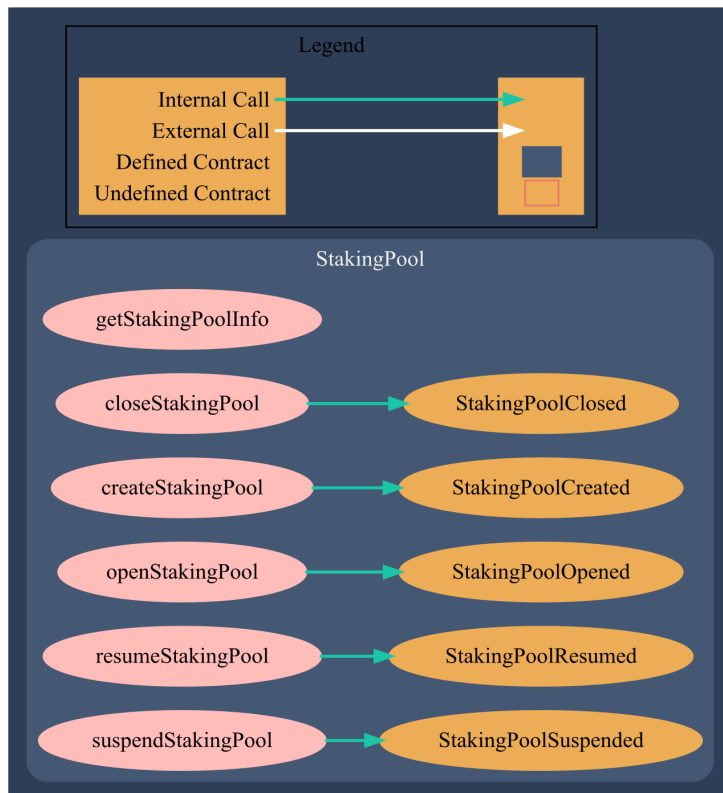 Legend
Internal Call
External Call
Defined Contract
Undefined Contract
StakingPool
getStakingPoolInfo
closeStakingPool StakingPoolClosed
createStakingPool StakingPoolCreated
openStakingPool StakingPoolOpened
resumeStakingPool StakingPoolResumed
suspendStakingPool StakingPoolSuspended